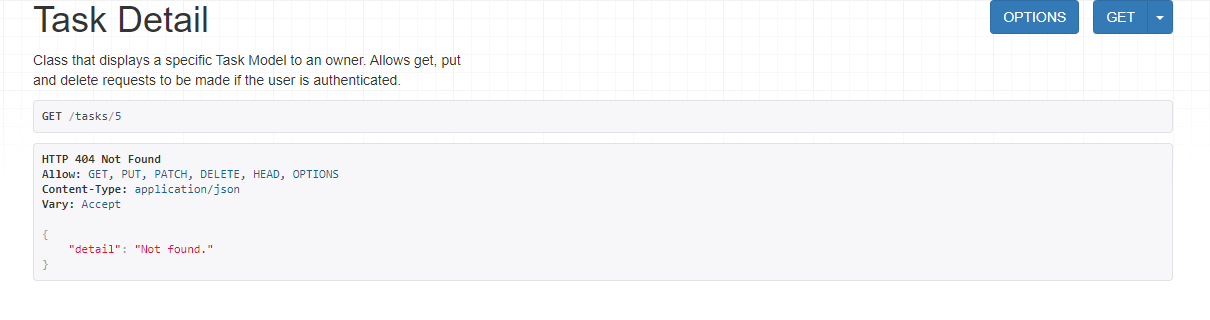 Task Detail
OPTIONS
GET
Class that displays a specific Task Model to an owner. Allows get, put
and delete requests to be made if the user is authenticated.
GET /tasks/5
HTTP 404 Not Found
Allow: GET, PUT, PATCH, DELETE, HEAD, OPTIONS
Content-Type: application/json
Vary: Accept
{
    "detail": "Not found."
}